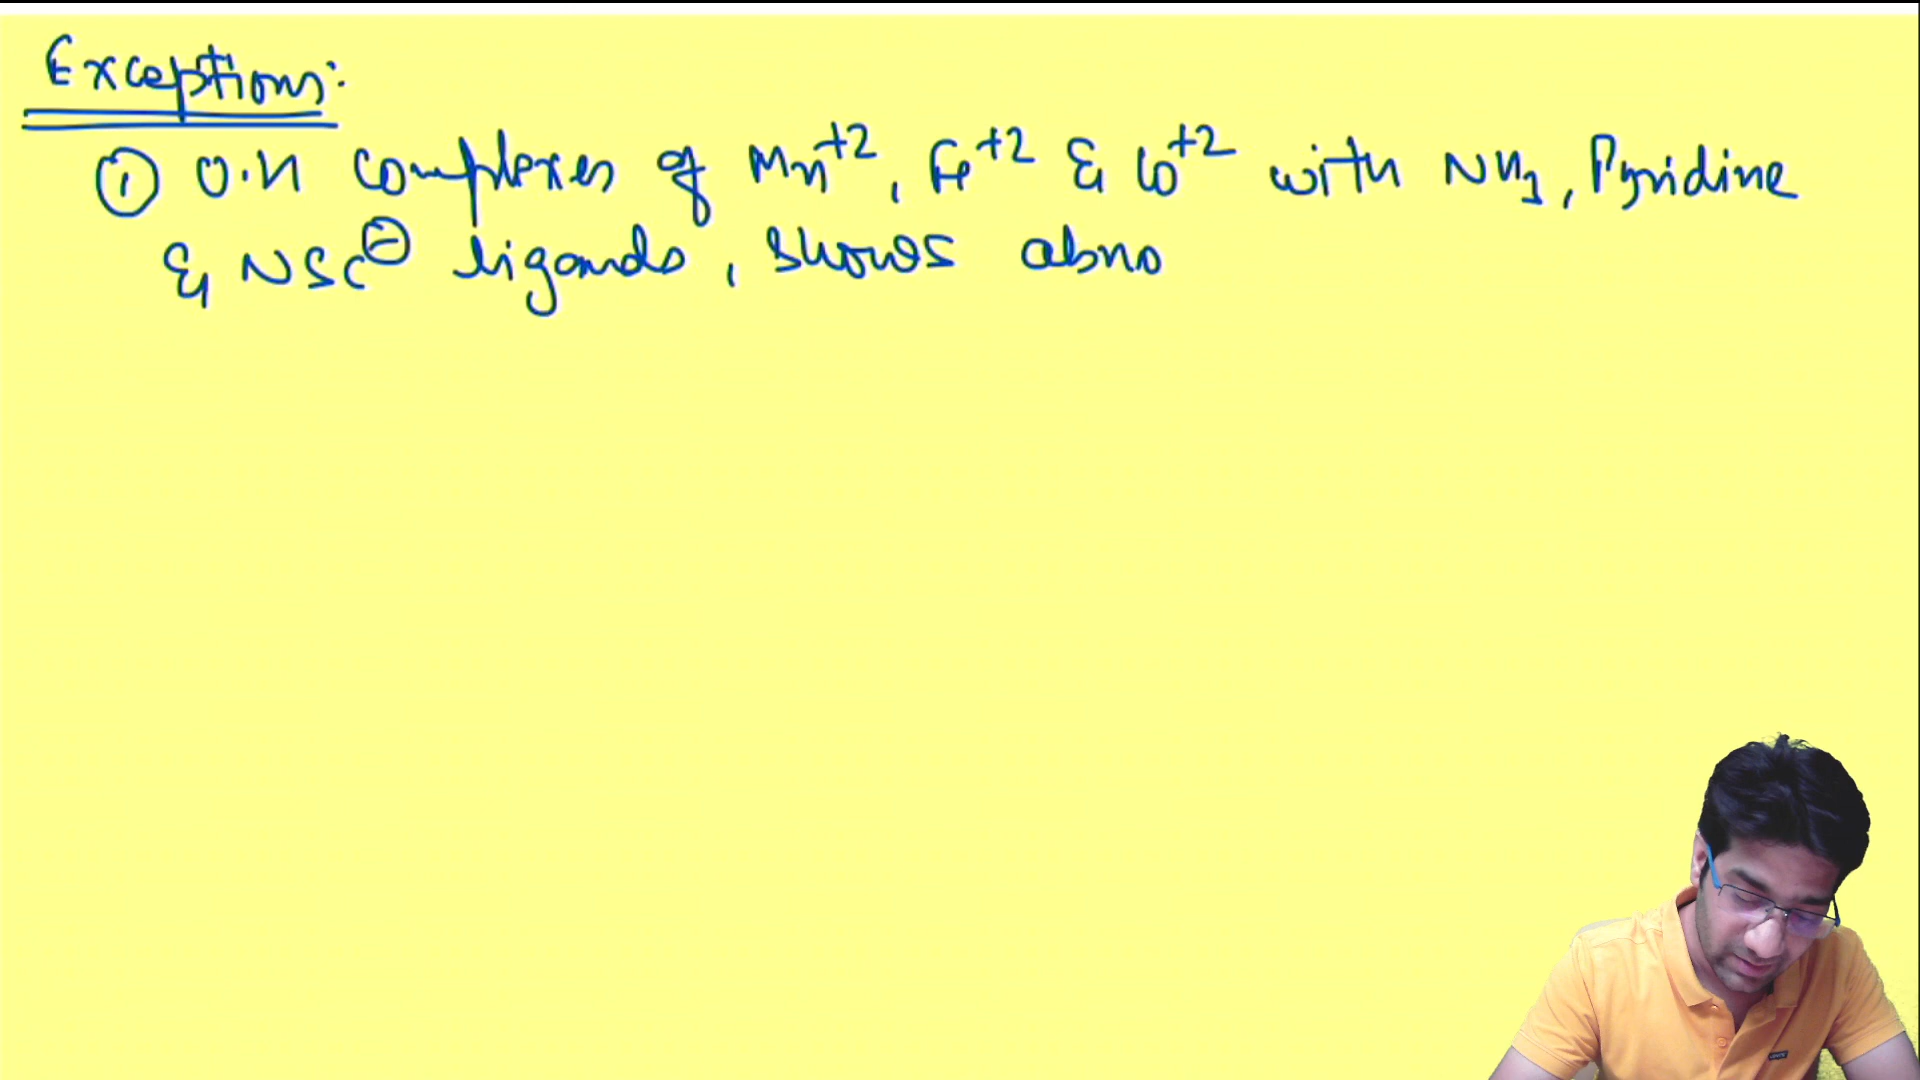 Exceptions:
① O.H complexes of Mn+2, Fe+2 & Co+2 with NH3, Pyridine
& NSC⊖ ligands, shows abno